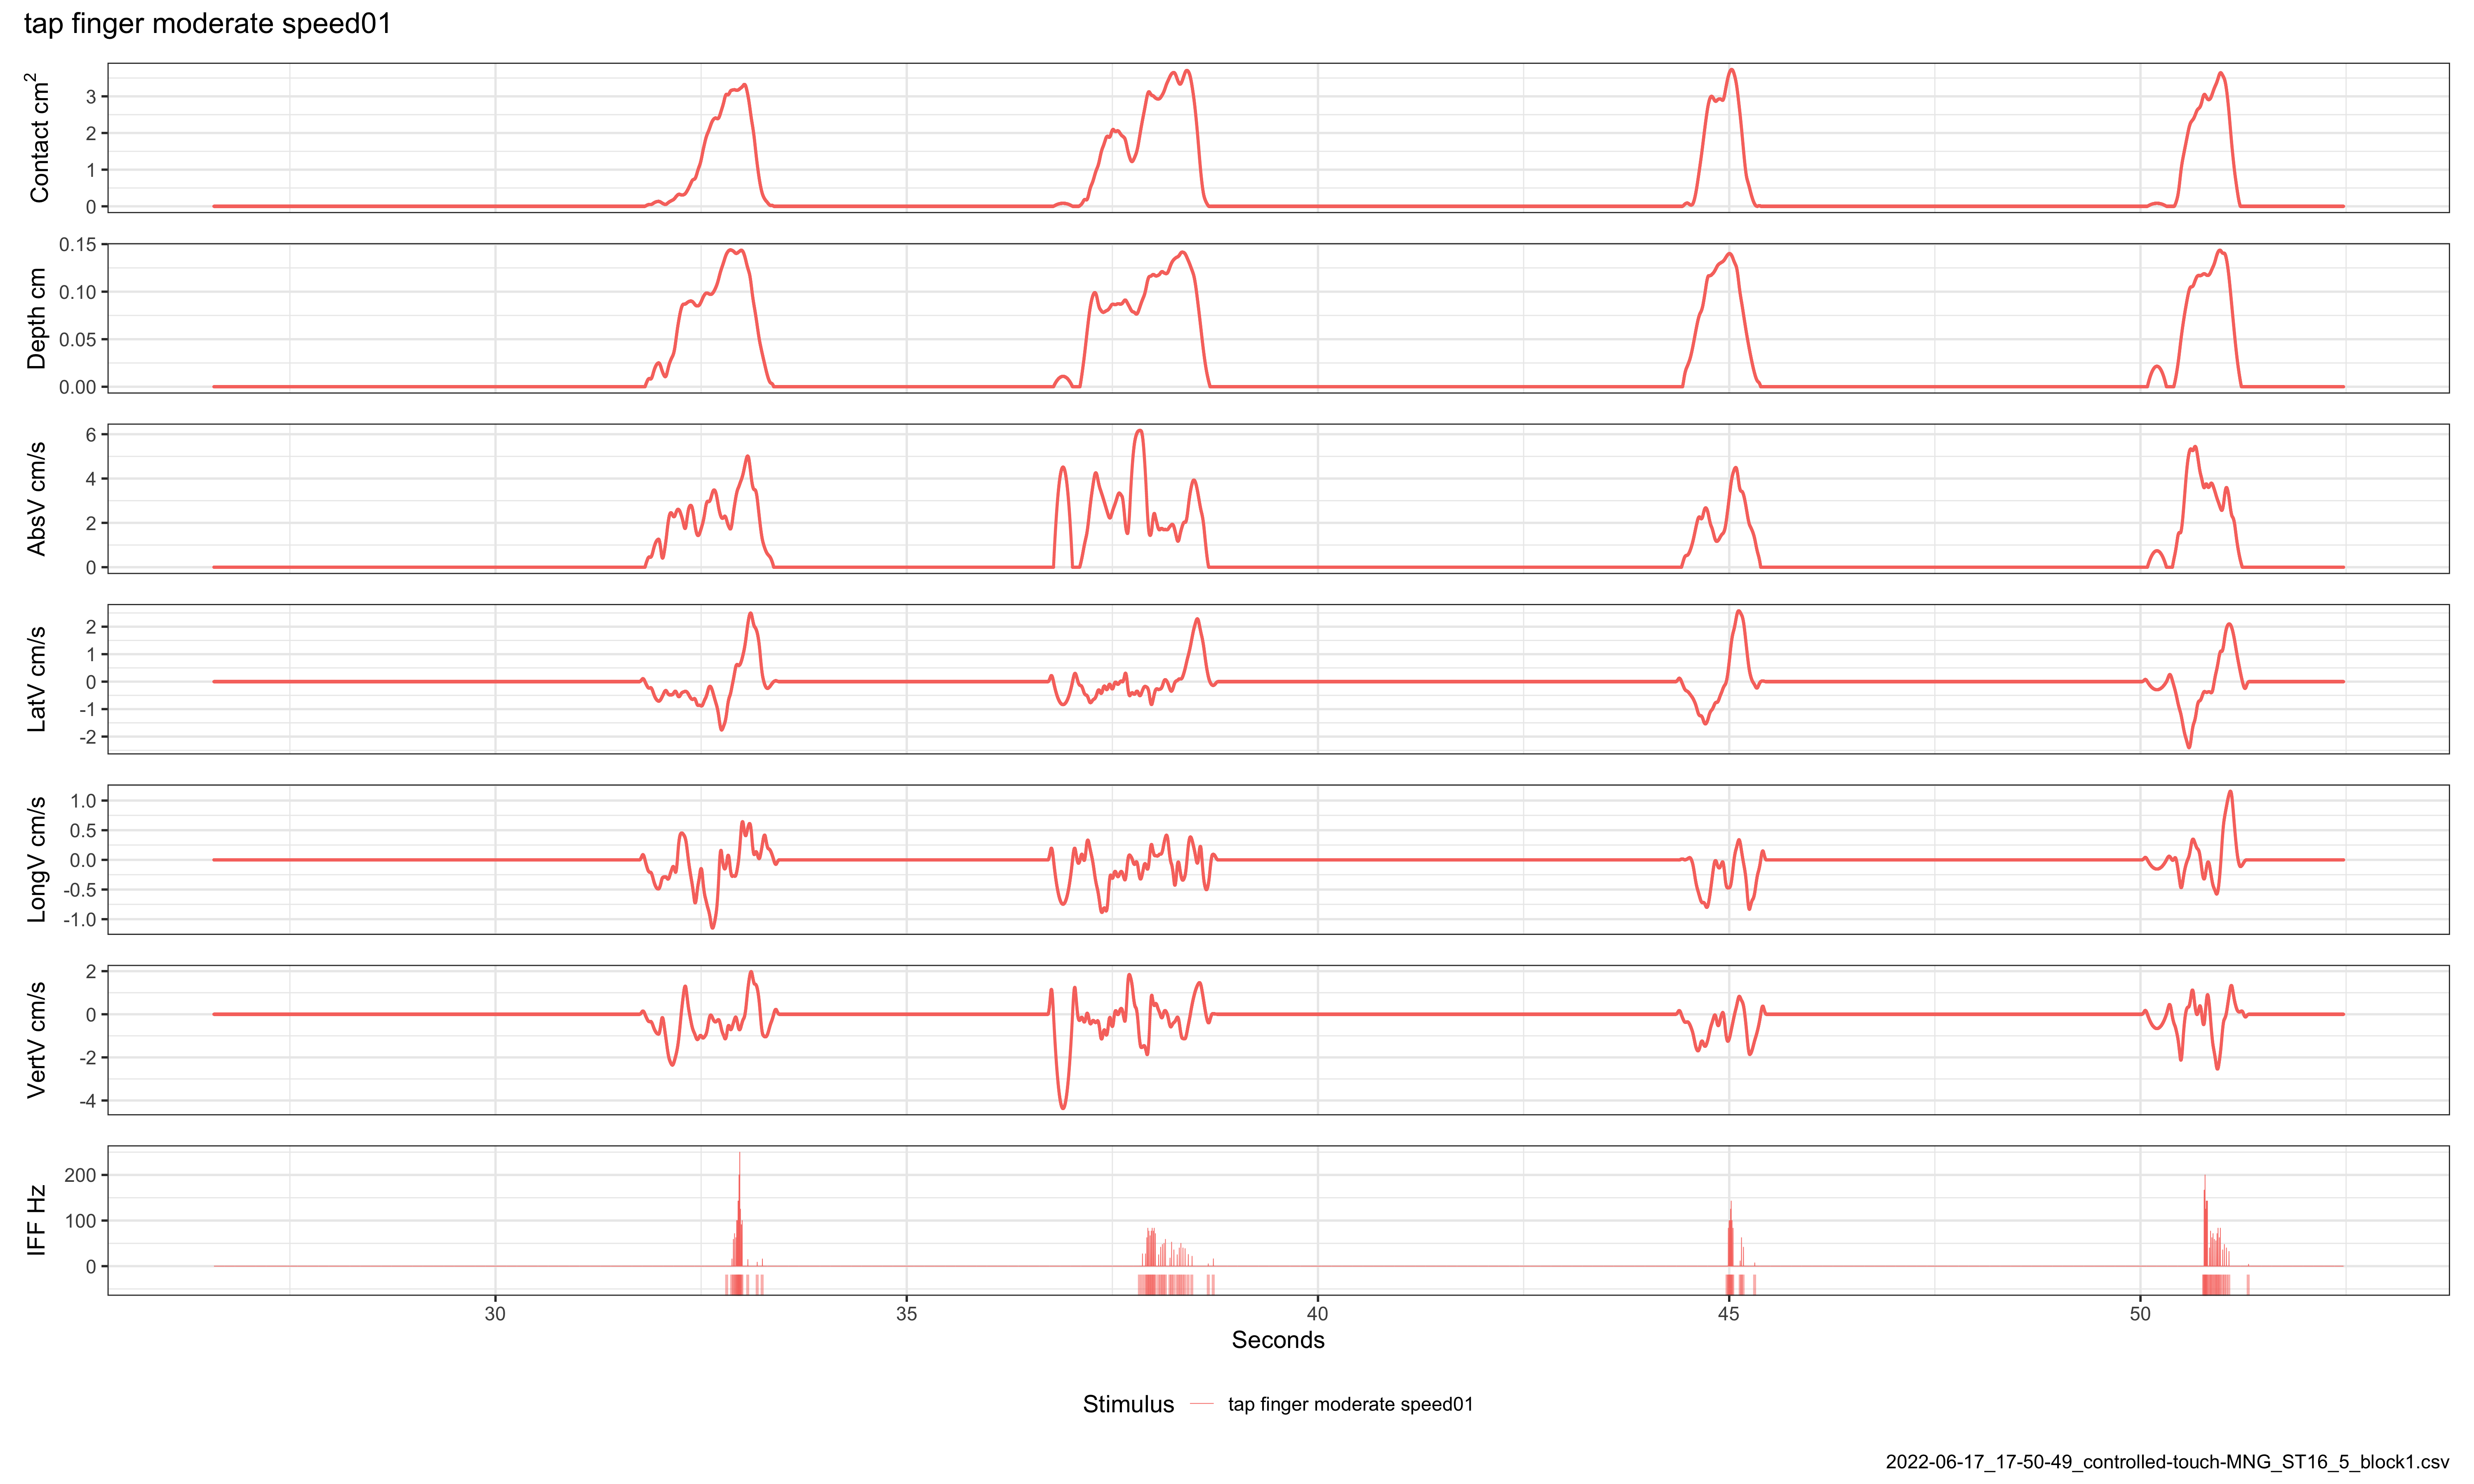 tap finger moderate speed01
Contact cm²
3
2
1
0
Depth cm
0.15
0.10
0.05
0.00
AbsV cm/s
6
4
2
0
LatV cm/s
2
1
0
-1
-2
LongV cm/s
1.0
0.5
0.0
-0.5
-1.0
VertV cm/s
2
0
-2
-4
IFF Hz
200
100
0
30 35 40 45 50
Seconds
Stimulus tap finger moderate speed01
2022-06-17_17-50-49_controlled-touch-MNG_ST16_5_block1.csv